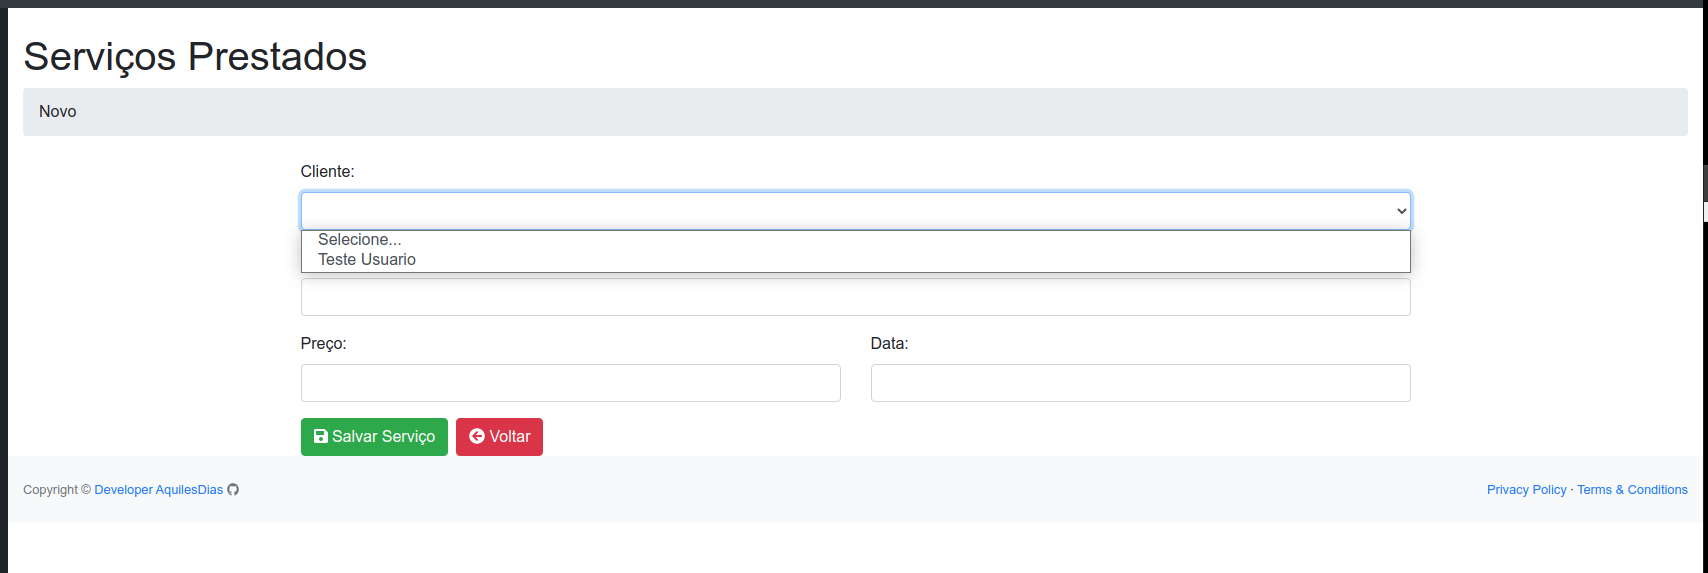 Serviços Prestados
Novo
Cliente:
Selecione...
Teste Usuario
Preço:
Data:
Salvar Serviço
Voltar
Copyright © Developer AquilesDias
Privacy Policy · Terms & Conditions